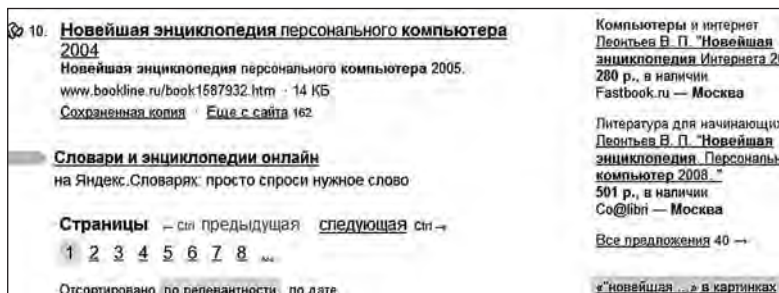 10. Новейшая энциклопедия персонального компьютера
2004
Новейшая энциклопедия персонального компьютера 2005.
www.bookline.ru/book1587932.htm · 14 КБ
Сохраненная копия · Еще с сайта 162
Словари и энциклопедии онлайн
на Яндекс.Словарях: просто спроси нужное слово
Страницы ← Ctrl предыдущая следующая Ctrl →
1 2 3 4 5 6 7 8 ...
Отсортировано по релевантности по дате
Компьютеры и интернет
Леонтьев В. П. "Новейшая
энциклопедия Интернета 2
280 р., в наличии
Fastbook.ru — Москва
Литература для начинающих
Леонтьев В. П. "Новейшая
энциклопедия. Персональн
компьютер 2008."
501 р., в наличии
Co@libri — Москва
Все предложения 40 →
«"новейшая ...» в картинках